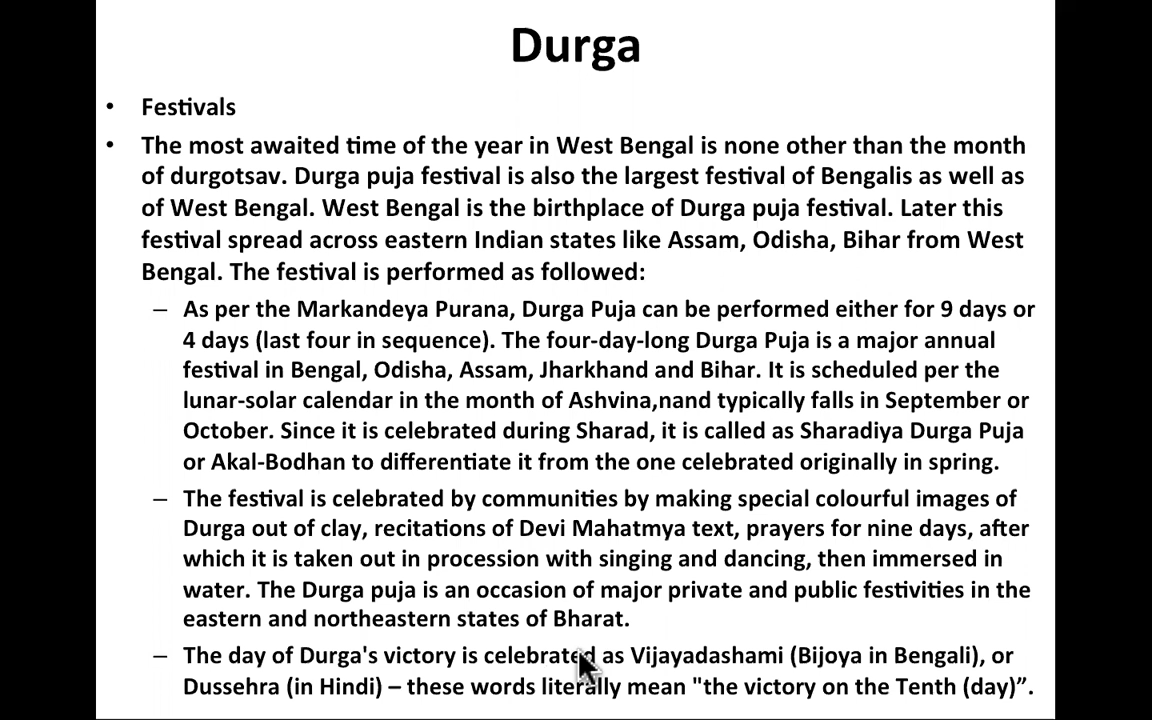 Durga
• Festivals
• The most awaited time of the year in West Bengal is none other than the month
of durgotsav. Durga puja festival is also the largest festival of Bengalis as well as
of West Bengal. West Bengal is the birthplace of Durga puja festival. Later this
festival spread across eastern Indian states like Assam, Odisha, Bihar from West
Bengal. The festival is performed as followed:
– As per the Markandeya Purana, Durga Puja can be performed either for 9 days or
4 days (last four in sequence). The four-day-long Durga Puja is a major annual
festival in Bengal, Odisha, Assam, Jharkhand and Bihar. It is scheduled per the
lunar-solar calendar in the month of Ashvina,nand typically falls in September or
October. Since it is celebrated during Sharad, it is called as Sharadiya Durga Puja
or Akal-Bodhan to differentiate it from the one celebrated originally in spring.
– The festival is celebrated by communities by making special colourful images of
Durga out of clay, recitations of Devi Mahatmya text, prayers for nine days, after
which it is taken out in procession with singing and dancing, then immersed in
water. The Durga puja is an occasion of major private and public festivities in the
eastern and northeastern states of Bharat.
– The day of Durga's victory is celebrated as Vijayadashami (Bijoya in Bengali), or
Dussehra (in Hindi) – these words literally mean "the victory on the Tenth (day)”.